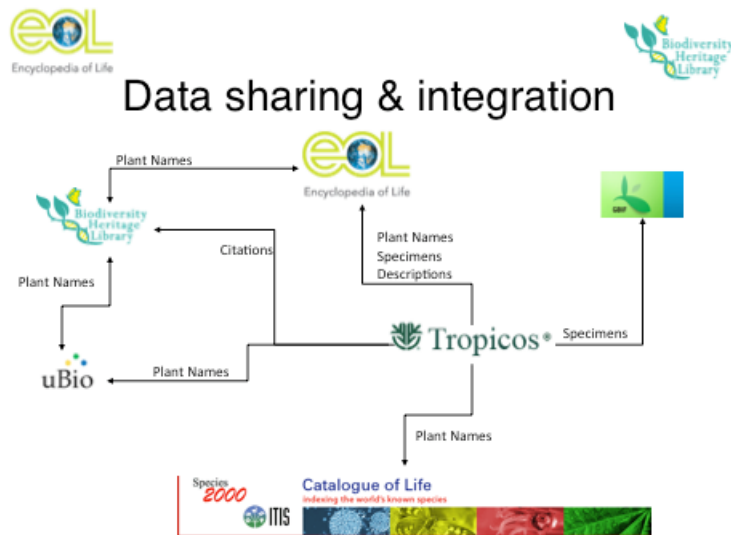 EOL
Encyclopedia of Life
Biodiversity
Heritage
Library
Data sharing & integration
Plant Names
EOL
Encyclopedia of Life
GBIF
Biodiversity
Heritage
Library
Citations
Plant Names
Specimens
Descriptions
Plant Names
Tropicos®
Specimens
uBio
Plant Names
Plant Names
Species
2000
ITIS
Catalogue of Life
indexing the world's known species